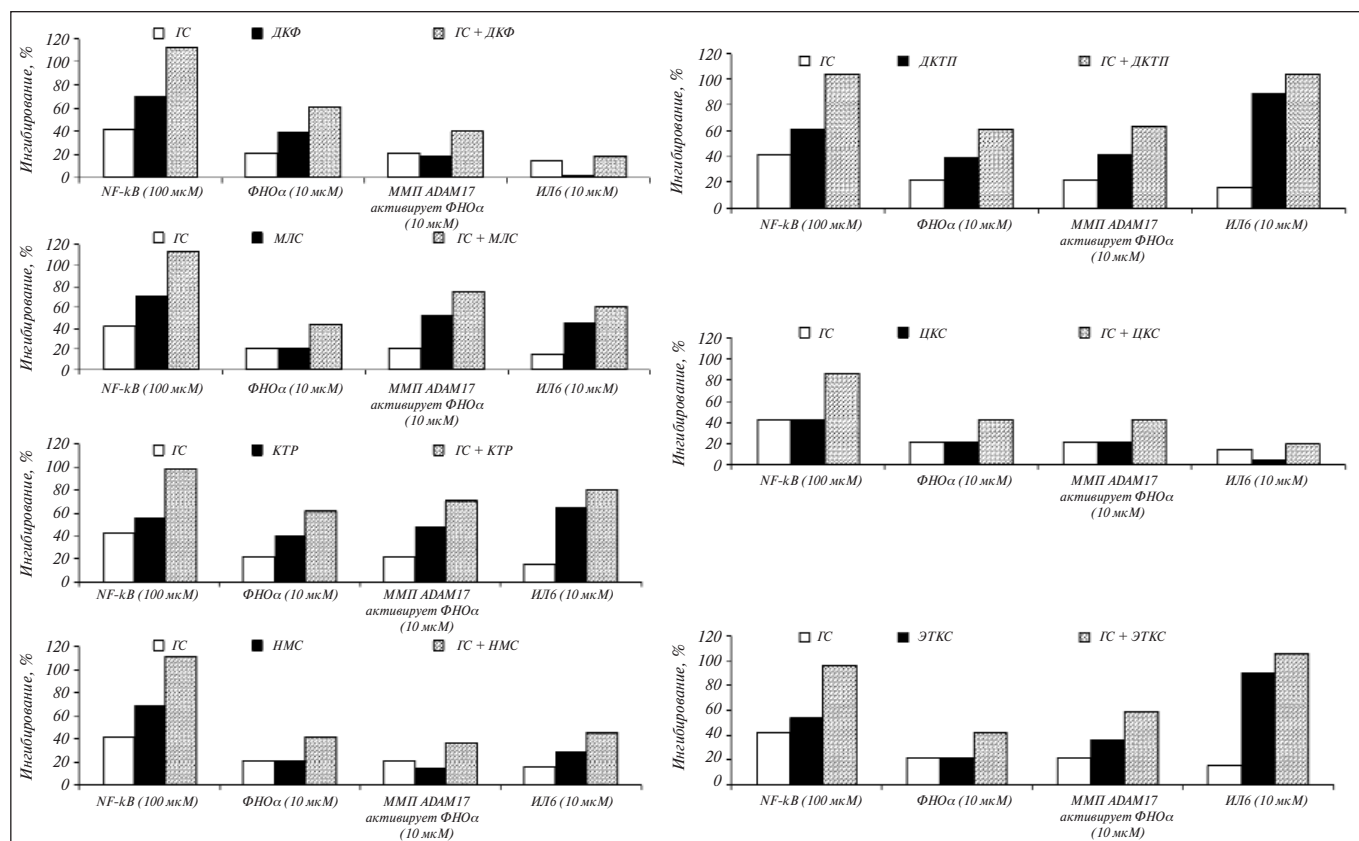 ГС ДКФ ГС + ДКФ
Ингибирование, %
120
100
80
60
40
20
0
NF-kB (100 мкМ) ФНОα (10 мкМ) ММП ADAM17 ИЛ6 (10 мкМ)
активирует ФНОα
(10 мкМ)
ГС МЛС ГС + МЛС
Ингибирование, %
120
100
80
60
40
20
0
NF-kB (100 мкМ) ФНОα (10 мкМ) ММП ADAM17 ИЛ6 (10 мкМ)
активирует ФНОα
(10 мкМ)
ГС КТР ГС + КТР
Ингибирование, %
120
100
80
60
40
20
0
NF-kB (100 мкМ) ФНОα (10 мкМ) ММП ADAM17 ИЛ6 (10 мкМ)
активирует ФНОα
(10 мкМ)
ГС НМС ГС + НМС
Ингибирование, %
120
100
80
60
40
20
0
NF-kB (100 мкМ) ФНОα (10 мкМ) ММП ADAM17 ИЛ6 (10 мкМ)
активирует ФНОα
(10 мкМ)
ГС ДКТП ГС + ДКТП
Ингибирование, %
120
100
80
60
40
20
0
NF-kB (100 мкМ) ФНОα (10 мкМ) ММП ADAM17 ИЛ6 (10 мкМ)
активирует ФНОα
(10 мкМ)
ГС ЦКС ГС + ЦКС
Ингибирование, %
120
100
80
60
40
20
0
NF-kB (100 мкМ) ФНОα (10 мкМ) ММП ADAM17 ИЛ6 (10 мкМ)
активирует ФНОα
(10 мкМ)
ГС ЭТКС ГС + ЭТКС
Ингибирование, %
120
100
80
60
40
20
0
NF-kB (100 мкМ) ФНОα (10 мкМ) ММП ADAM17 ИЛ6 (10 мкМ)
активирует ФНОα
(10 мкМ)